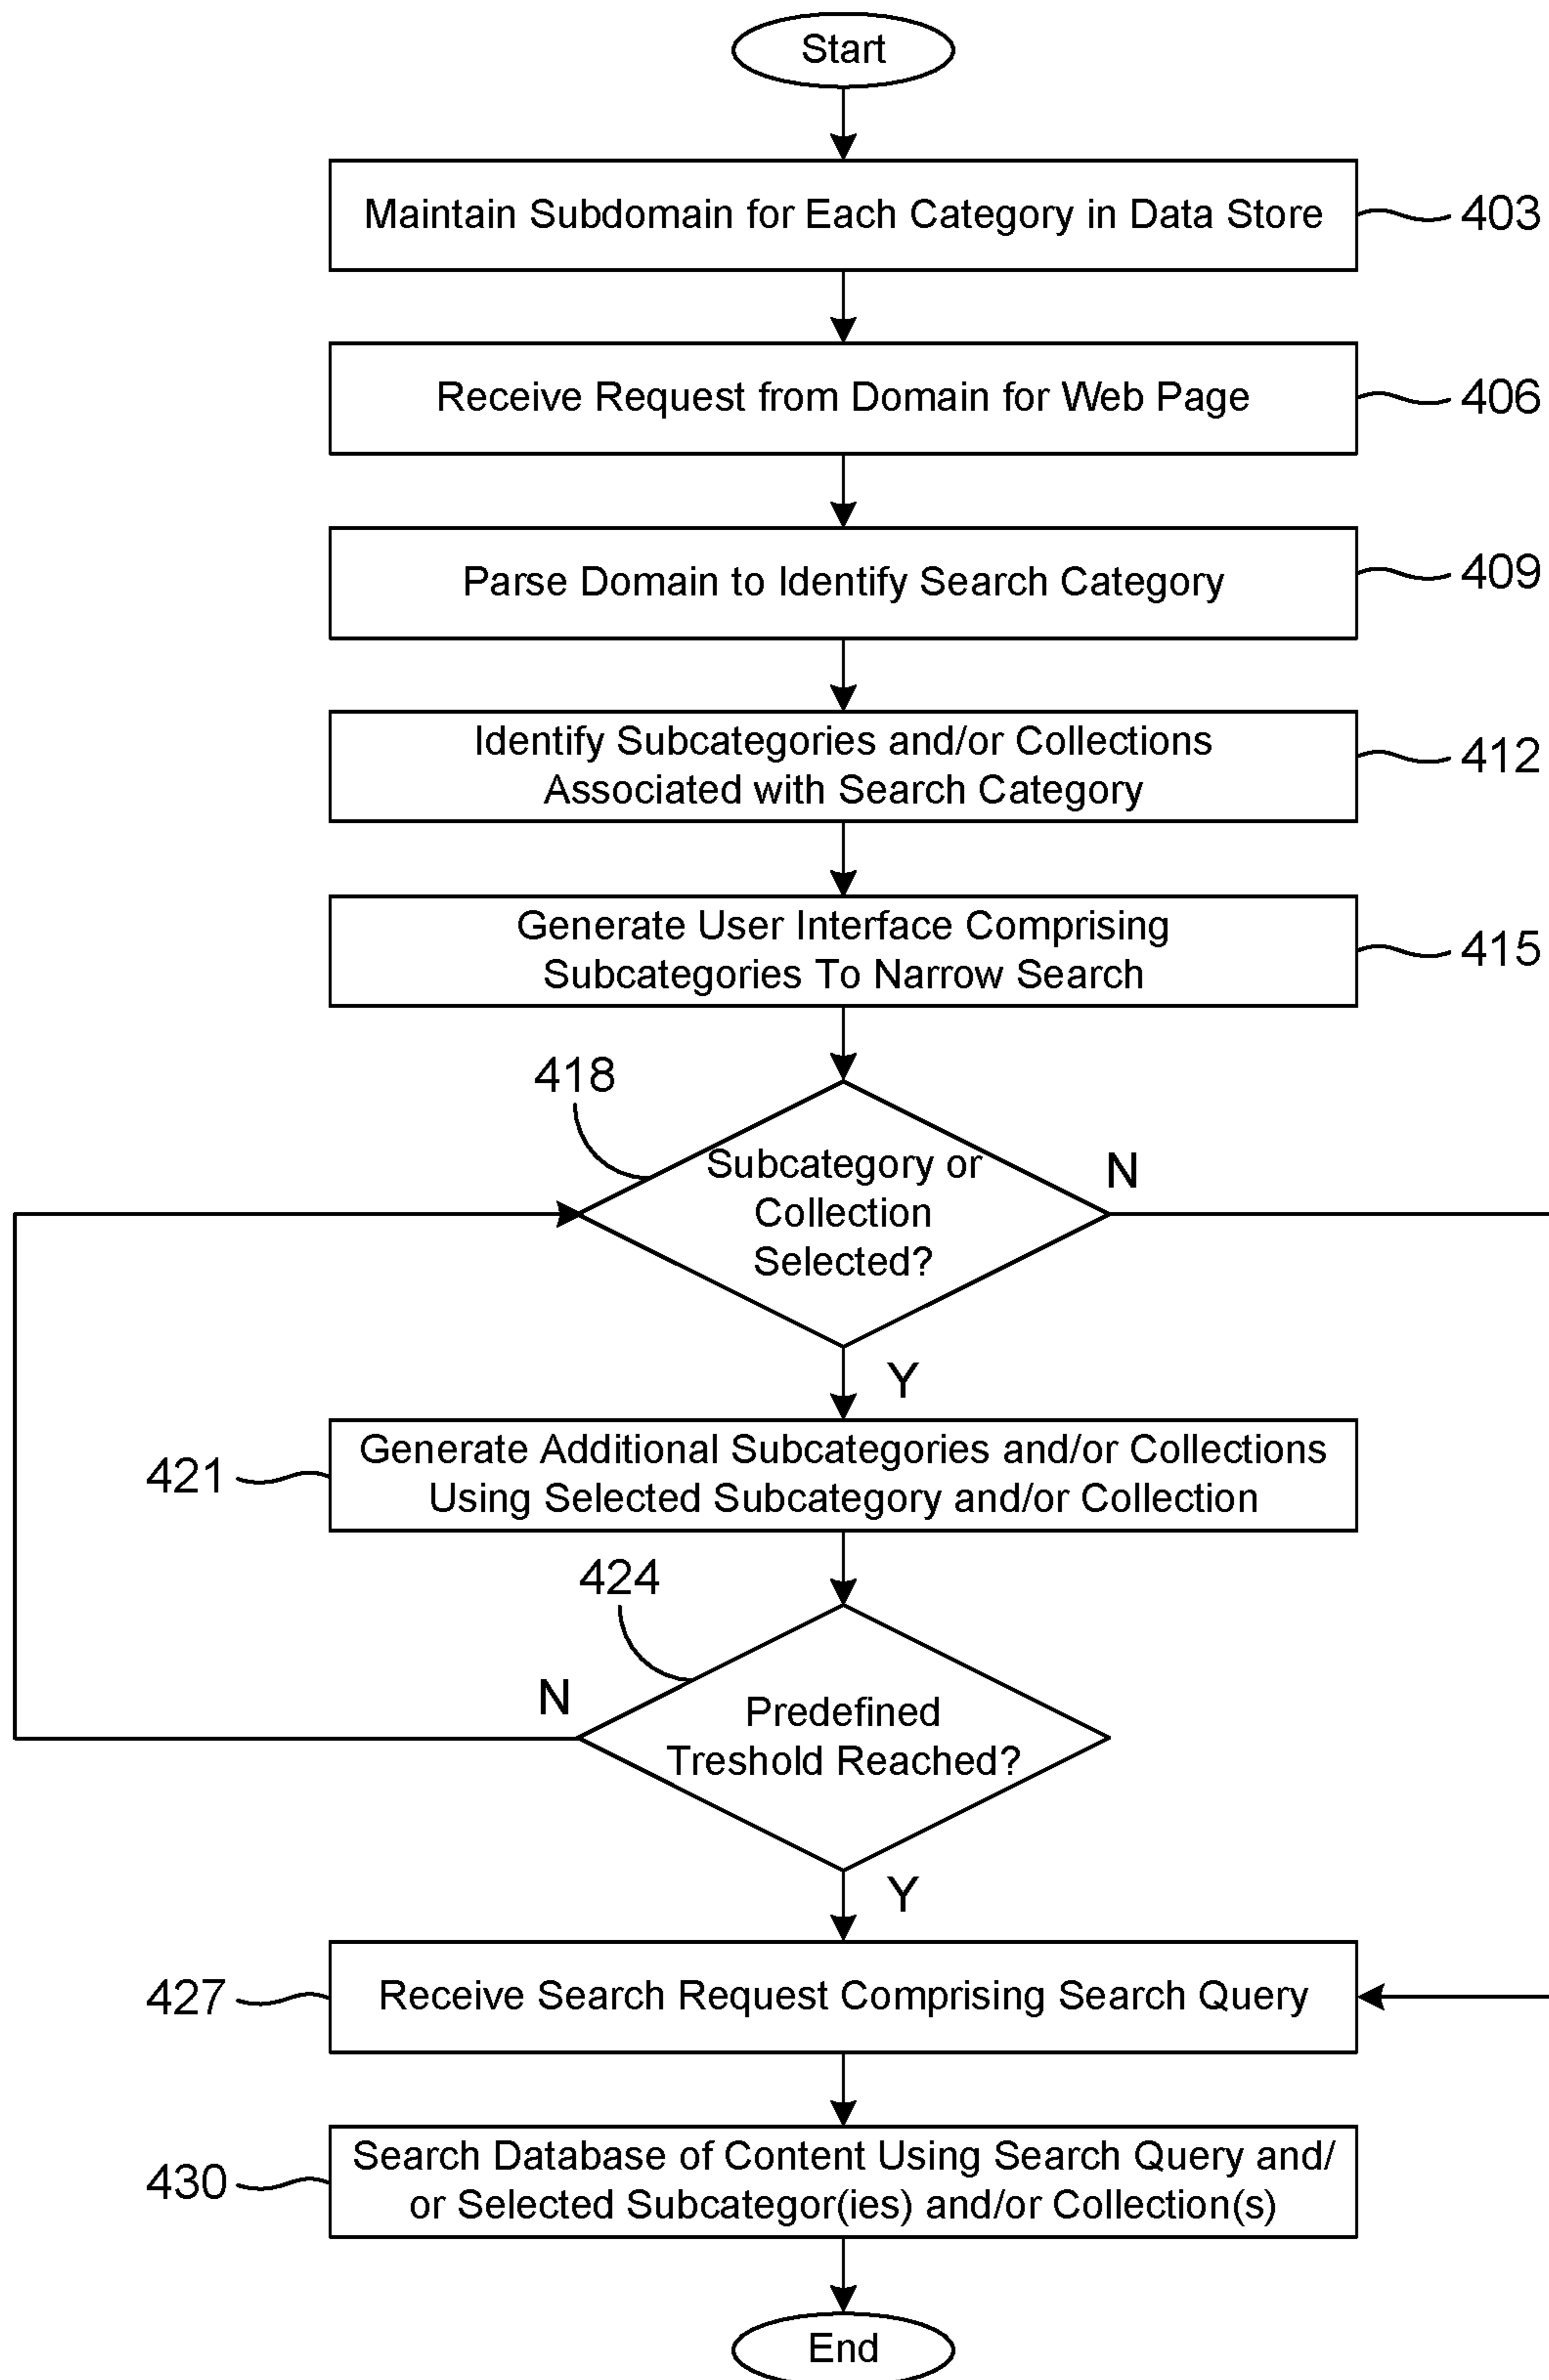 Start
Maintain Subdomain for Each Category in Data Store
403
Receive Request from Domain for Web Page
406
Parse Domain to Identify Search Category
409
Identify Subcategories and/or Collections
Associated with Search Category
412
Generate User Interface Comprising
Subcategories To Narrow Search
415
418
Subcategory or
Collection
Selected?
N
Y
421
Generate Additional Subcategories and/or Collections
Using Selected Subcategory and/or Collection
424
N
Predefined
Treshold Reached?
Y
427
Receive Search Request Comprising Search Query
430
Search Database of Content Using Search Query and/
or Selected Subcategor(ies) and/or Collection(s)
End